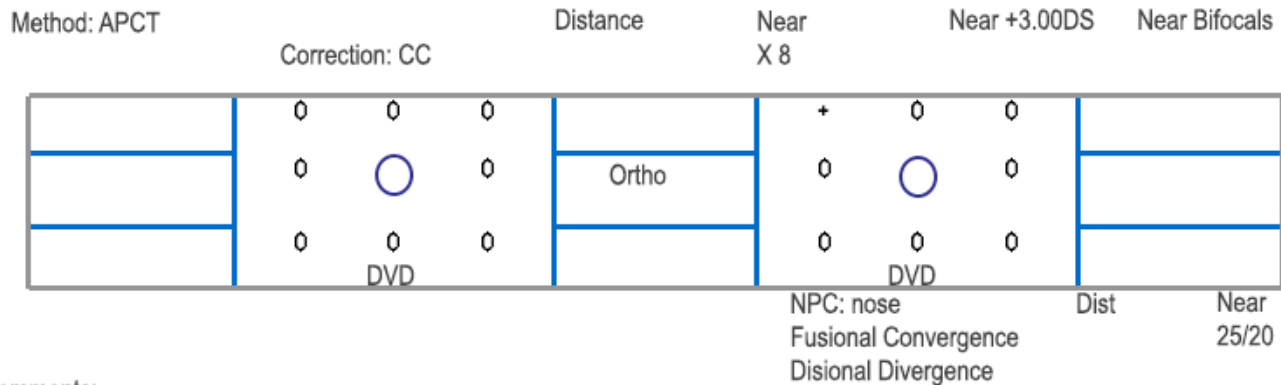 Method: APCT Distance Near Near +3.00DS Near Bifocals
Correction: CC X 8
0 0 0 + 0 0
0 0 Ortho 0 0
0 0 0 0 0 0
DVD DVD
NPC: nose Dist Near
Fusional Convergence 25/20
Disional Divergence